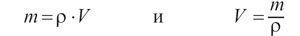 m = ρ · V и V = m/ρ